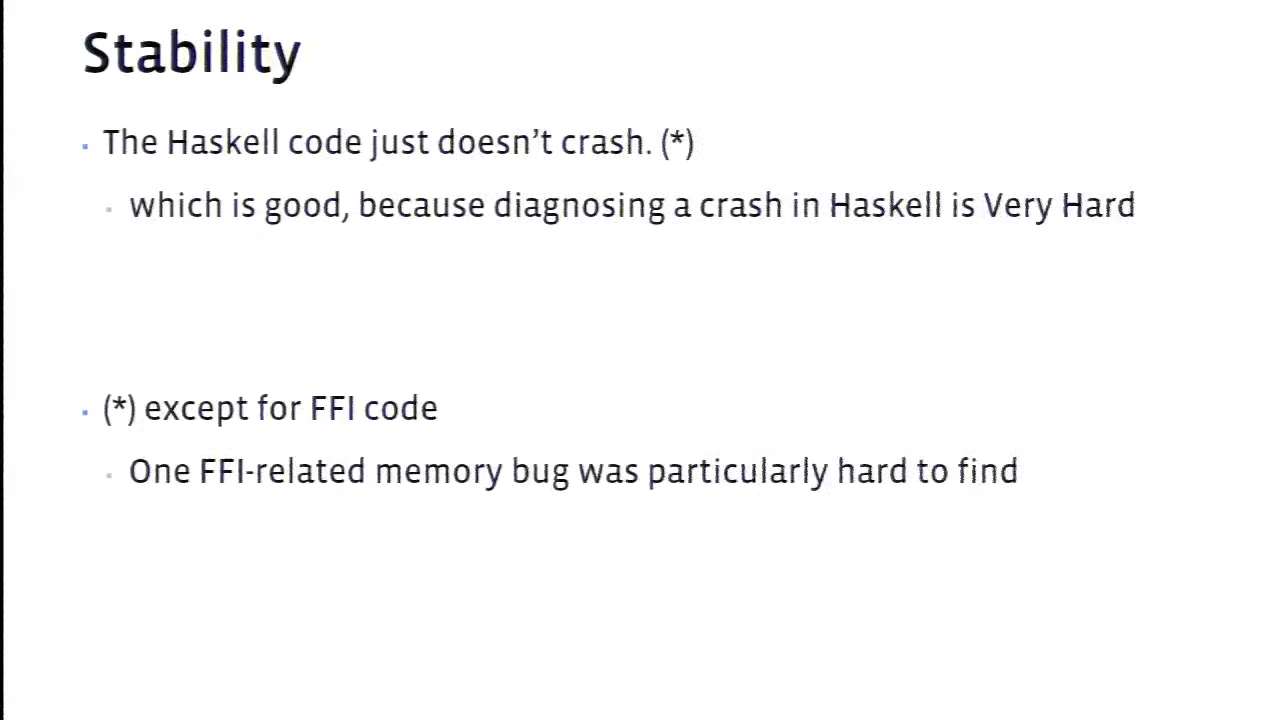 Stability
The Haskell code just doesn’t crash. (*)
which is good, because diagnosing a crash in Haskell is Very Hard
(*) except for FFI code
One FFI-related memory bug was particularly hard to find